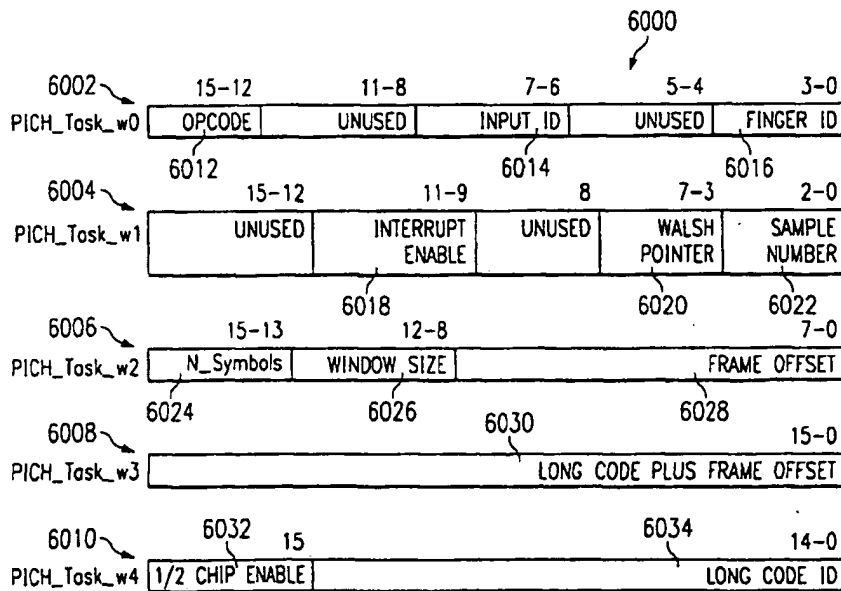 6000
6002 15-12 11-8 7-6 5-4 3-0
PICH_Task_w0 OPCODE UNUSED INPUT ID UNUSED FINGER ID
6012 6014 6016
6004 15-12 11-9 8 7-3 2-0
PICH_Task_w1 UNUSED INTERRUPT UNUSED WALSH SAMPLE
ENABLE POINTER NUMBER
6018 6020 6022
6006 15-13 12-8 7-0
PICH_Task_w2 N_Symbols WINDOW SIZE FRAME OFFSET
6024 6026 6028
6008 6030 15-0
PICH_Task_w3 LONG CODE PLUS FRAME OFFSET
6010 6032 15 6034 14-0
PICH_Task_w4 1/2 CHIP ENABLE LONG CODE ID